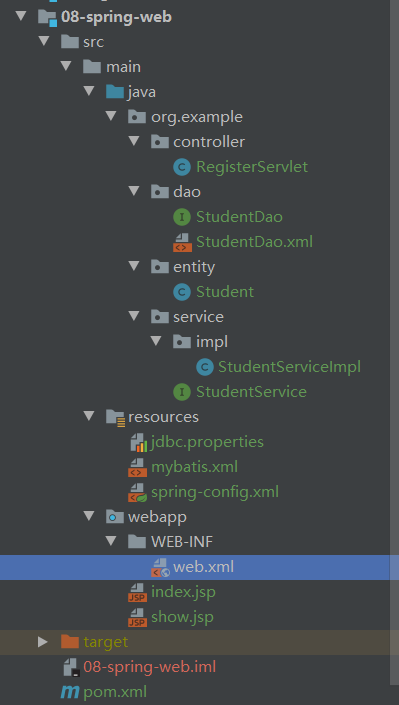 08-spring-web
src
main
java
org.example
controller
RegisterServlet
dao
StudentDao
StudentDao.xml
entity
Student
service
impl
StudentServiceImpl
StudentService
resources
jdbc.properties
mybatis.xml
spring-config.xml
webapp
WEB-INF
web.xml
index.jsp
show.jsp
target
08-spring-web.iml
pom.xml